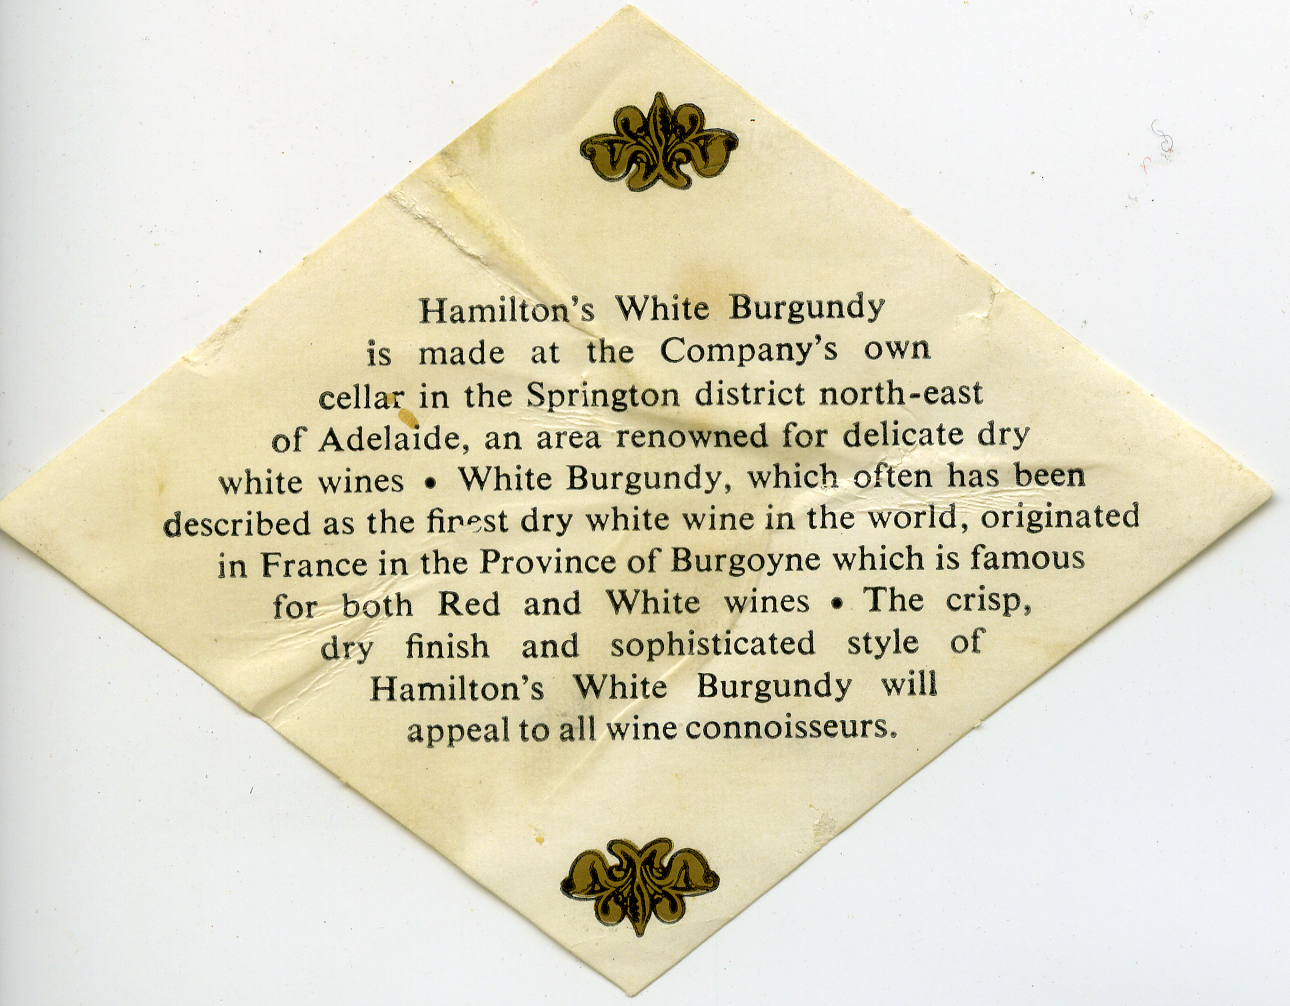 Hamilton's White Burgundy
is made at the Company's own
cellar in the Springton district north-east
of Adelaide, an area renowned for delicate dry
white wines • White Burgundy, which often has been
described as the finest dry white wine in the world, originated
in France in the Province of Burgoyne which is famous
for both Red and White wines • The crisp,
dry finish and sophisticated style of
Hamilton's White Burgundy will
appeal to all wine connoisseurs.